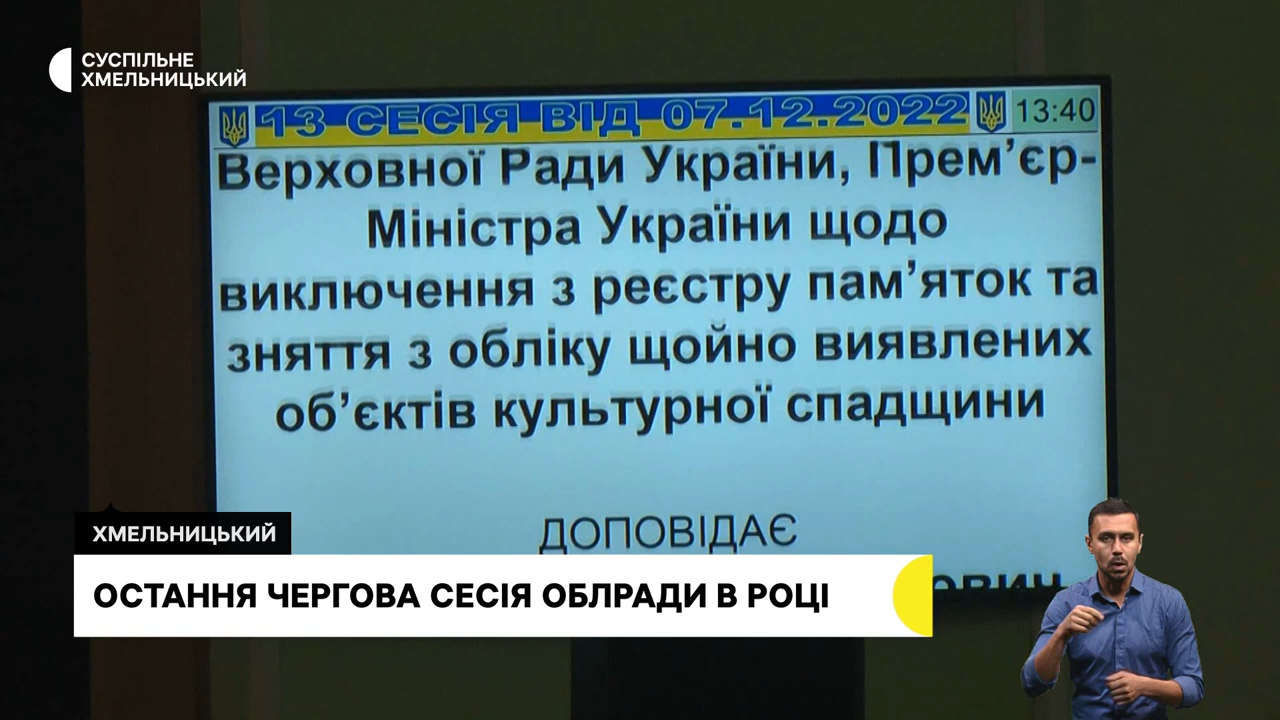 СУСПІЛЬНЕ
ХМЕЛЬНИЦЬКИЙ
13 СЕСІЯ ВІД 07.12.2022
13:40
Верховної Ради України, Прем’єр-
Міністра України щодо
виключення з реєстру пам’яток та
зняття з обліку щойно виявлених
об’єктів культурної спадщини
ДОПОВІДАЄ
ХМЕЛЬНИЦЬКИЙ
ОСТАННЯ ЧЕРГОВА СЕСІЯ ОБЛРАДИ В РОЦІ